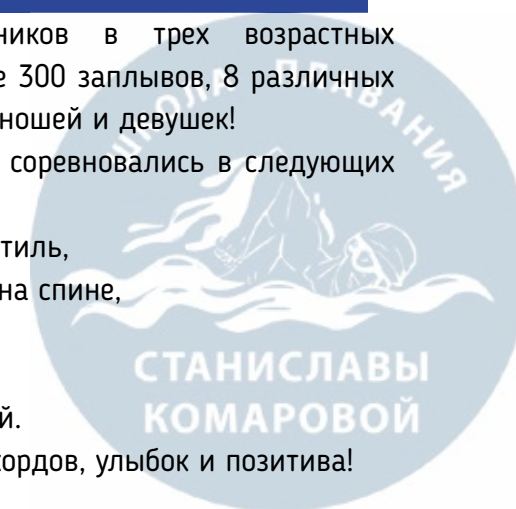 ников в трех возрастных
е 300 заплывов, 8 различных
ношей и девушек!
соревновались в следующих
тиль,
на спине,
й.
ордов, улыбок и позитива!
ШКОЛА ПЛАВАНИЯ
СТАНИСЛАВЫ
КОМАРОВОЙ